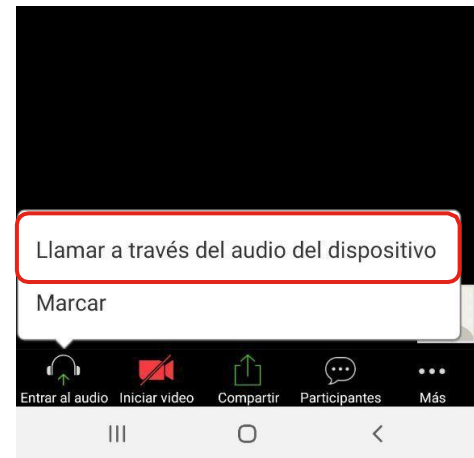 Llamar a través del audio del dispositivo
Marcar
Entrar al audio Iniciar video Compartir Participantes Más